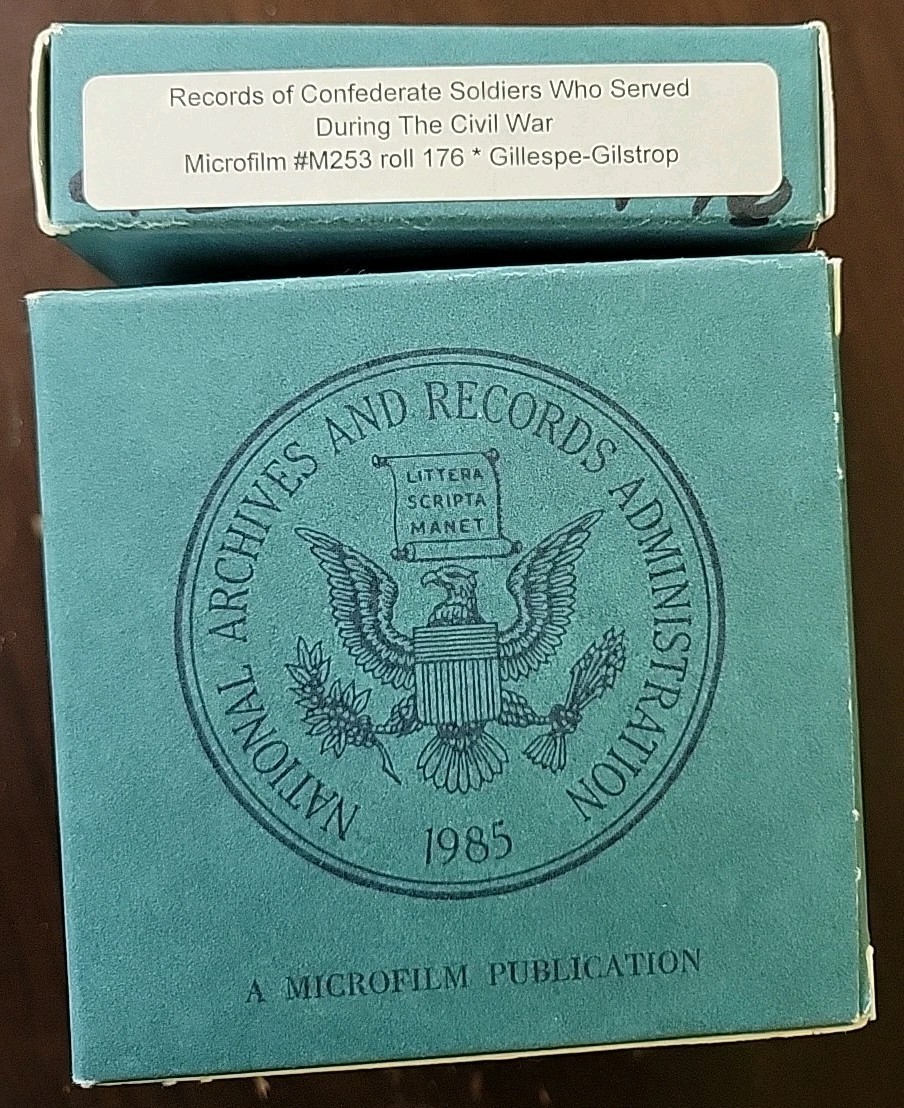 Records of Confederate Soldiers Who Served
During The Civil War
Microfilm #M253 roll 176 * Gillespe-Gilstrop
NATIONAL ARCHIVES AND RECORDS ADMINISTRATION
LITTERA
SCRIPTA
MANET
1985
A MICROFILM PUBLICATION